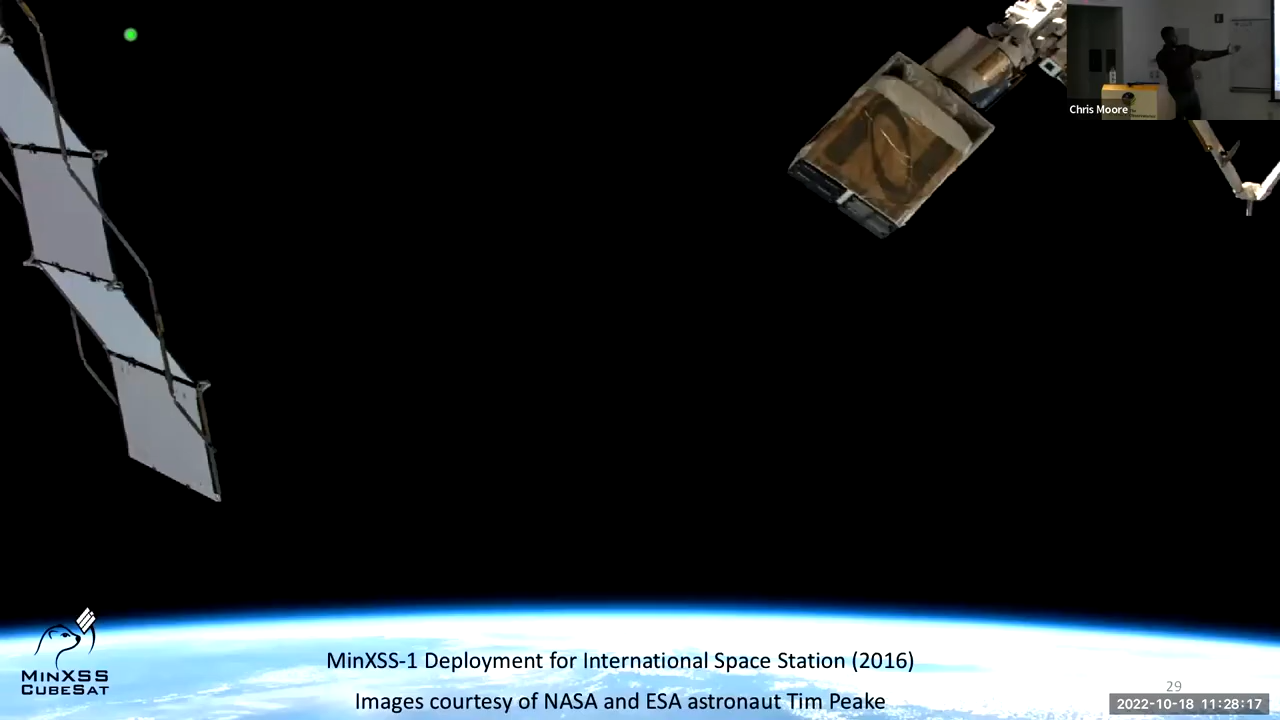 Chris Moore
MinXSS
CubeSat
MinXSS-1 Deployment for International Space Station (2016)
Images courtesy of NASA and ESA astronaut Tim Peake
29
2022-10-18 11:28:17